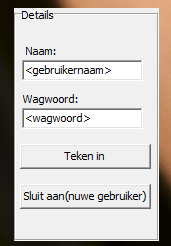 Details
Naam:
<gebruikernaam>
Wagwoord:
<wagwoord>
Teken in
Sluit aan(nuwe gebruiker)